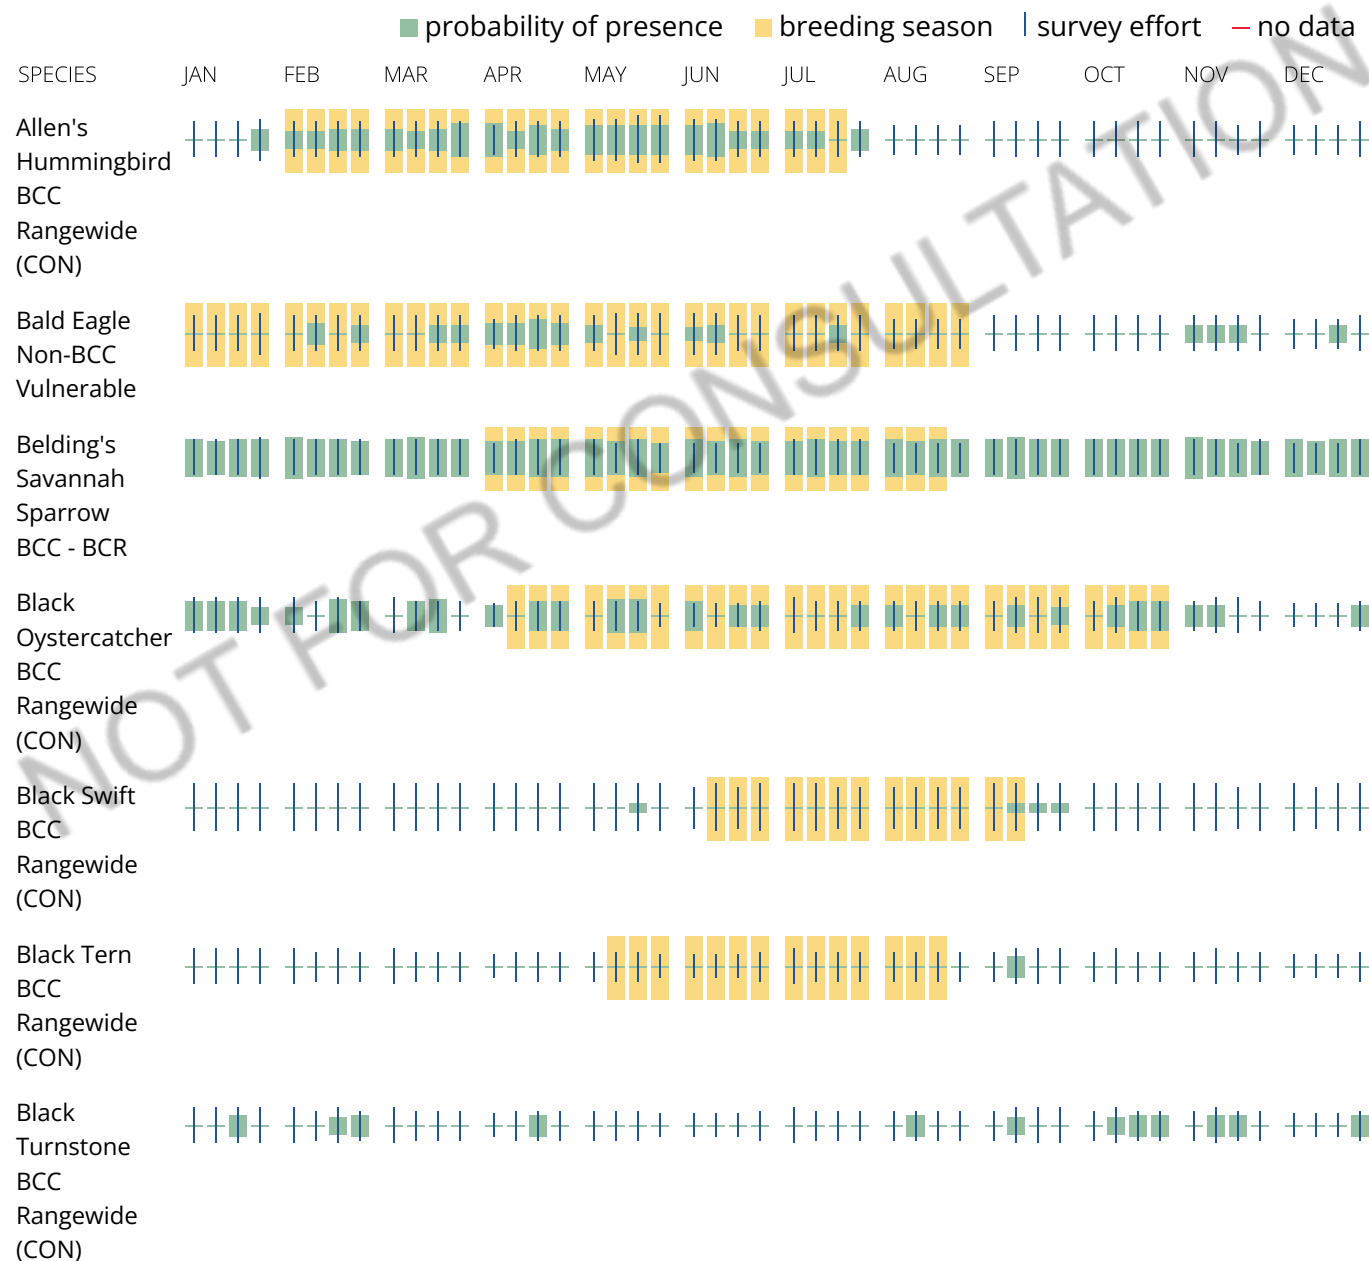 probability of presence breeding season survey effort no data
SPECIES JAN FEB MAR APR MAY JUN JUL AUG SEP OCT NOV DEC
Allen's
Hummingbird
BCC
Rangewide
(CON)
Bald Eagle
Non-BCC
Vulnerable
Belding's
Savannah
Sparrow
BCC - BCR
Black
Oystercatcher
BCC
Rangewide
(CON)
Black Swift
BCC
Rangewide
(CON)
Black Tern
BCC
Rangewide
(CON)
Black
Turnstone
BCC
Rangewide
(CON)
NOT FOR CONSULTATION